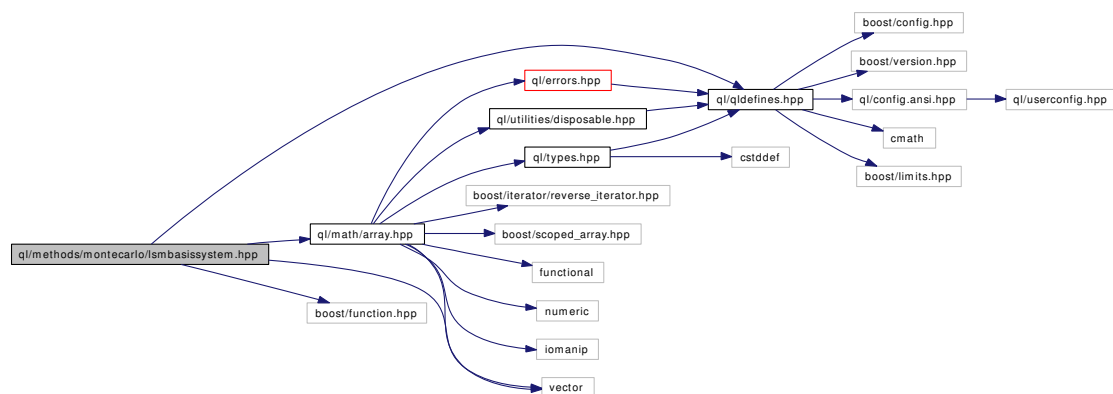 boost/config.hpp
boost/version.hpp
ql/errors.hpp
ql/qldefines.hpp
ql/config.ansi.hpp
ql/userconfig.hpp
ql/utilities/disposable.hpp
cmath
ql/types.hpp
cstddef
boost/limits.hpp
boost/iterator/reverse_iterator.hpp
ql/math/array.hpp
boost/scoped_array.hpp
ql/methods/montecarlo/lsmbasissystem.hpp
functional
boost/function.hpp
numeric
iomanip
vector